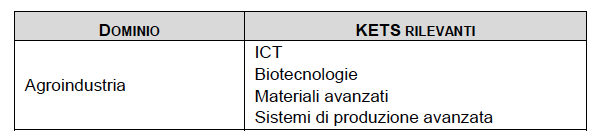 DOMINIO KETS RILEVANTI
Agroindustria
ICT
Biotecnologie
Materiali avanzati
Sistemi di produzione avanzata